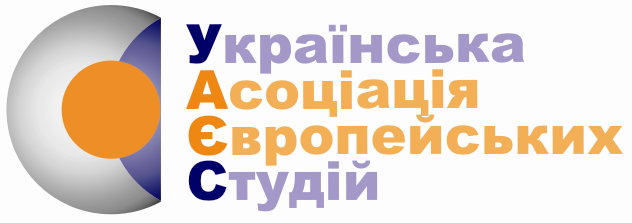 Українська
Асоціація
Європейських
Студій